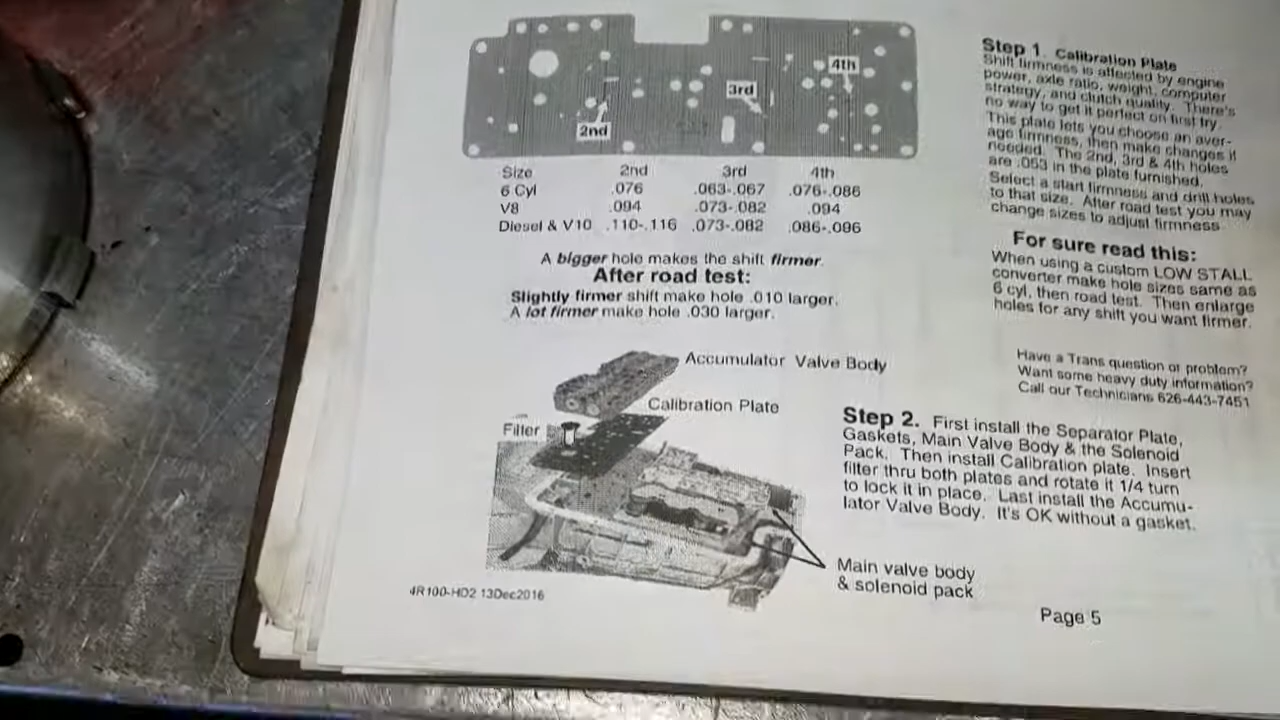 4th
3rd
2nd
Size 2nd 3rd 4th
6 Cyl .076 .063-.067 .076-.086
V8 .094 .073-.082 .094
Diesel & V10 .110-.116 .073-.082 .086-.096
A bigger hole makes the shift firmer.
After road test:
Slightly firmer shift make hole .010 larger.
A lot firmer make hole .030 larger.
Step 1. Calibration Plate
Shift firmness is affected by engine
power, axle ratio, weight, computer
strategy, and clutch quality. There's
no way to get it perfect on first try.
This plate lets you choose an aver-
age firmness, then make changes if
needed. The 2nd, 3rd & 4th holes
are .063 in the plate furnished.
Select a start firmness and drill holes
to that size. After road test you may
change sizes to adjust firmness
For sure read this:
When using a custom LOW STALL
converter make hole sizes same as
6 cyl, then road test. Then enlarge
holes for any shift you want firmer.
Have a Trans question or problem?
Want some heavy duty information?
Call our Technicians 626-443-7451
Accumulator Valve Body
Calibration Plate
Filter
Step 2. First install the Separator Plate,
Gaskets, Main Valve Body & the Solenoid
Pack. Then install Calibration plate. Insert
filter thru both plates and rotate it 1/4 turn
to lock it in place. Last install the Accumu-
lator Valve Body. It's OK without a gasket.
Main valve body
& solenoid pack
4R100-HD2 13Dec2016
Page 5